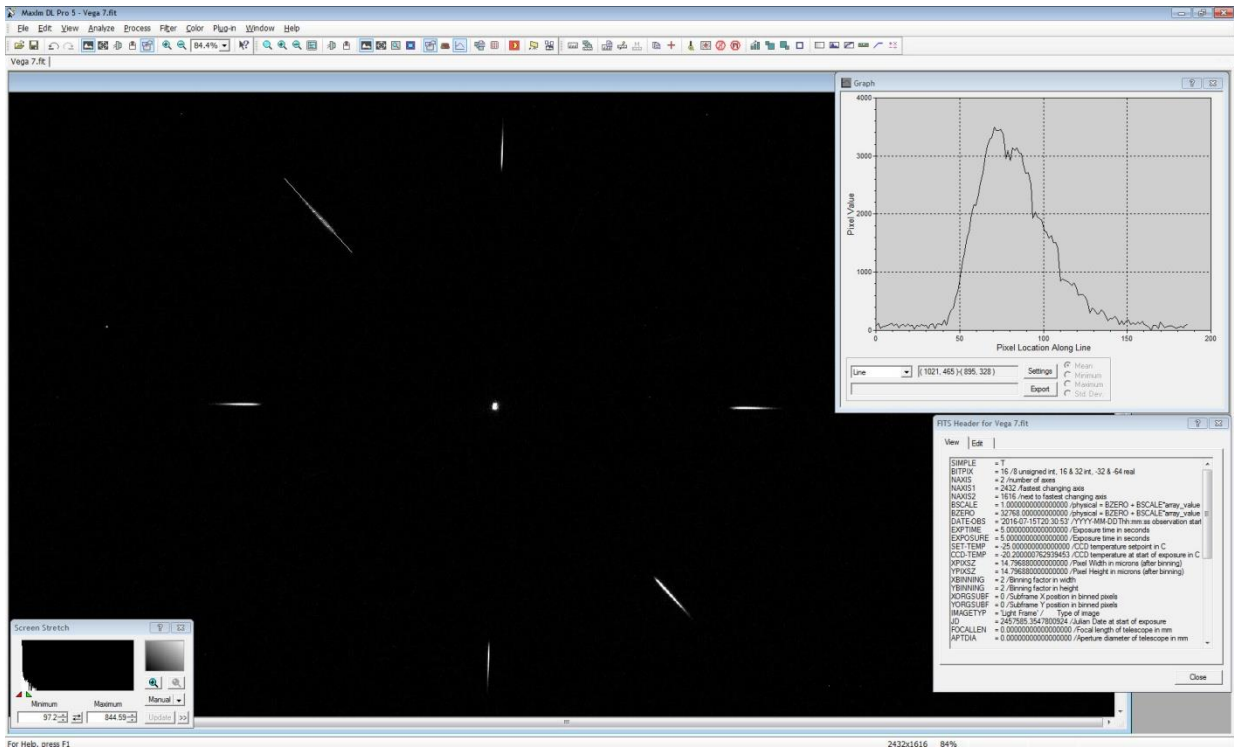 MaxIm DL Pro 5 - Vega 7.fit
File Edit View Analyze Process Filter Color Plug-in Window Help
84.4%
Vega 7.fit
Graph
4000
3000
2000
1000
0
Pixel Value
0 50 100 150 200
Pixel Location Along Line
Line ( 1021, 465 )-( 895, 328 ) Settings
Export
Mean
Minimum
Maximum
Std. Dev.
FITS Header for Vega 7.fit
View Edit
SIMPLE = T
BITPIX = 16 /8 unsigned int, 16 & 32 int, -32 & -64 real
NAXIS = 2 /number of axes
NAXIS1 = 2432 /fastest changing axis
NAXIS2 = 1616 /next to fastest changing axis
BSCALE = 1.0000000000000000 /physical = BZERO + BSCALE*array_value
BZERO = 32768.000000000000 /physical = BZERO + BSCALE*array_value
DATE-OBS = '2016-07-15T20:30:53' /YYYY-MM-DDThh:mm:ss observation start
EXPTIME = 5.0000000000000000 /Exposure time in seconds
EXPOSURE = 5.0000000000000000 /Exposure time in seconds
SET-TEMP = -25.000000000000000 /CCD temperature setpoint in C
CCD-TEMP = -20.200000762939453 /CCD temperature at start of exposure in C
XPIXSZ = 14.796880000000000 /Pixel Width in microns (after binning)
YPIXSZ = 14.796880000000000 /Pixel Height in microns (after binning)
XBINNING = 2 /Binning factor in width
YBINNING = 2 /Binning factor in height
XORGSUBF = 0 /Subframe X position in binned pixels
YORGSUBF = 0 /Subframe Y position in binned pixels
IMAGETYP = 'Light Frame' / Type of image
JD = 2457585.3547800924 /Julian Date at start of exposure
FOCALLEN = 0.0000000000000000 /Focal length of telescope in mm
APTDIA = 0.0000000000000000 /Aperture diameter of telescope in mm
Close
Screen Stretch
Manual
Minimum Maximum
97.2 844.59 Update >>
For Help, press F1
2432x1616 84%